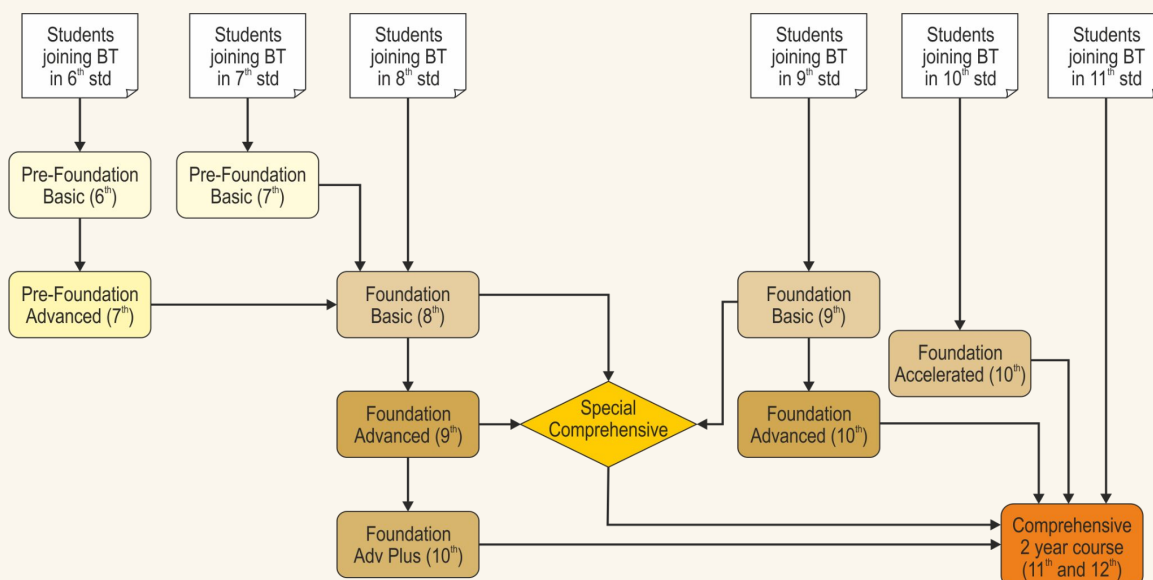 Students
joining BT
in 6th std
Students
joining BT
in 7th std
Students
joining BT
in 8th std
Students
joining BT
in 9th std
Students
joining BT
in 10th std
Students
joining BT
in 11th std
Pre-Foundation
Basic (6th)
Pre-Foundation
Basic (7th)
Pre-Foundation
Advanced (7th)
Foundation
Basic (8th)
Foundation
Basic (9th)
Foundation
Accelerated (10th)
Foundation
Advanced (9th)
Special
Comprehensive
Foundation
Advanced (10th)
Foundation
Adv Plus (10th)
Comprehensive
2 year course
(11th and 12th)